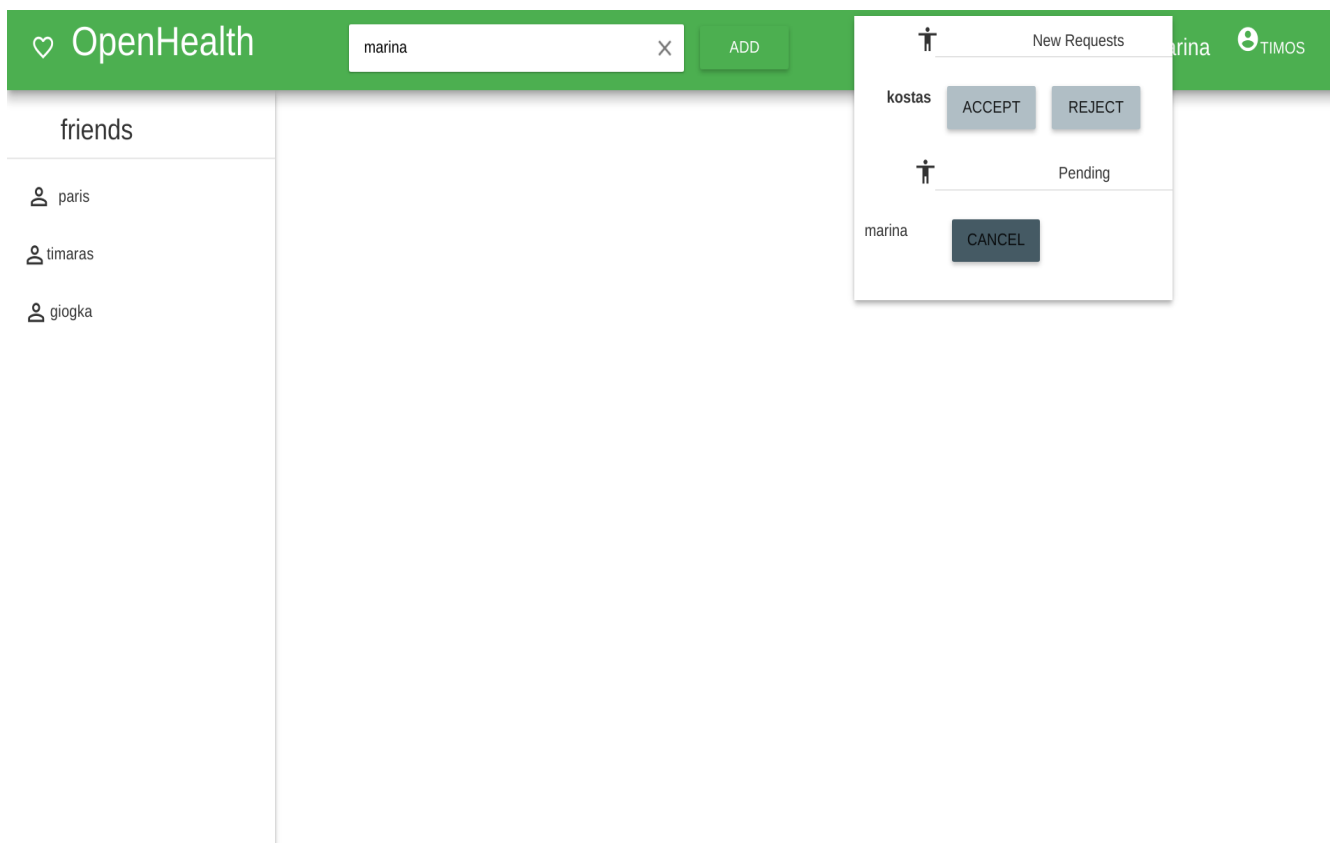 OpenHealth
marina
ADD
TIMOS
New Requests
kostas ACCEPT REJECT
Pending
marina CANCEL
friends
paris
timaras
giogka